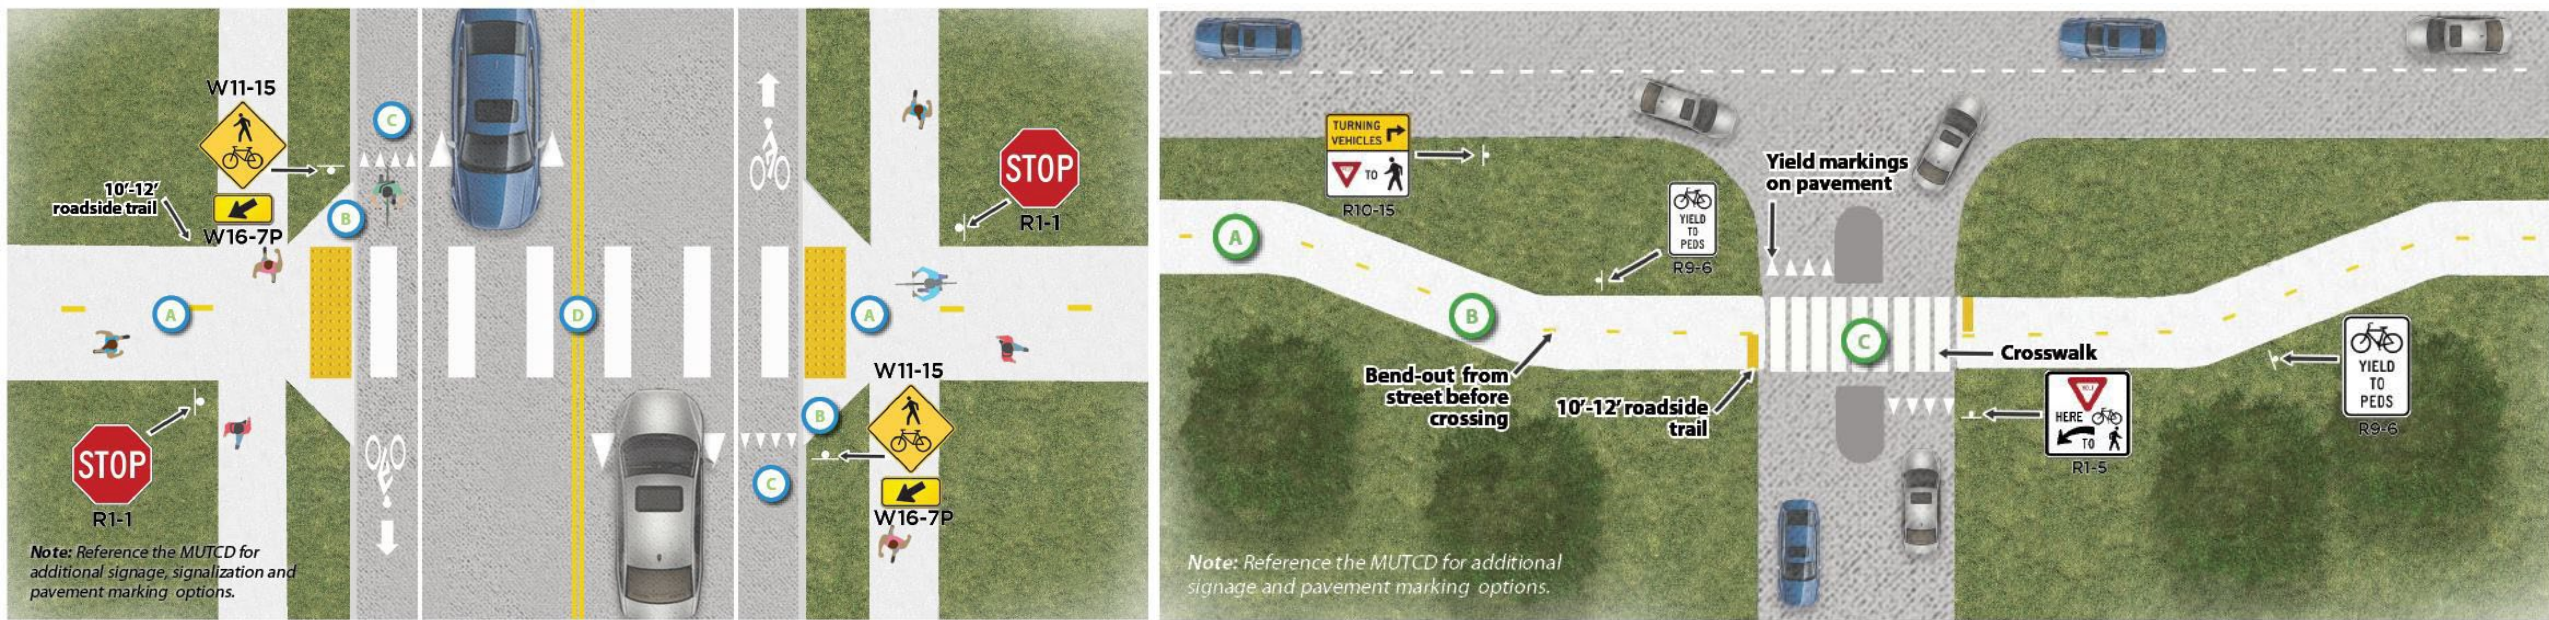 W11-15
W16-7P
10'-12'
roadside trail
C
B
A
STOP
R1-1
Note: Reference the MUTCD for
additional signage, signalization and
pavement marking options.
D
STOP
R1-1
A
B
C
W11-15
W16-7P
TURNING
VEHICLES
TO
R10-15
YIELD
TO
PEDS
R9-6
Yield markings
on pavement
A
B
C
Bend-out from
street before
crossing
10'-12' roadside
trail
Crosswalk
HERE
TO
R1-5
YIELD
TO
PEDS
R9-6
Note: Reference the MUTCD for additional
signage and pavement marking options.